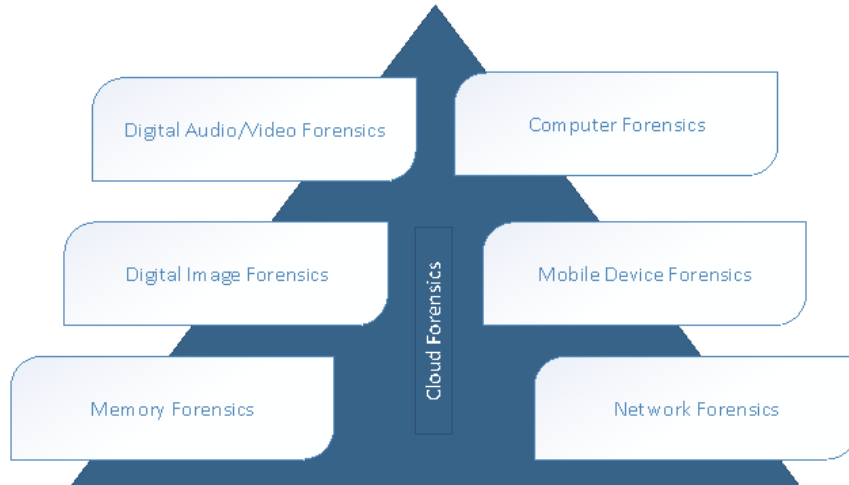 Digital Audio/Video Forensics
Computer Forensics
Digital Image Forensics
Mobile Device Forensics
Cloud Forensics
Memory Forensics
Network Forensics